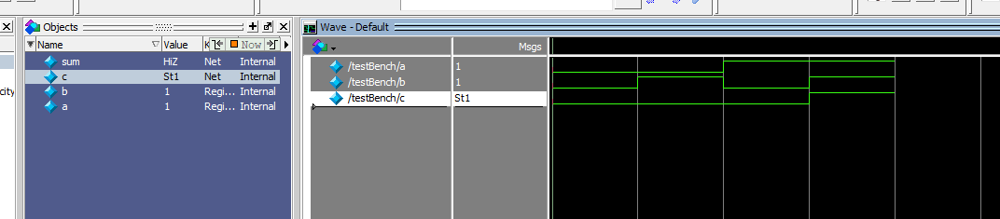 Objects
Name Value K Now
sum HiZ Net Internal
c St1 Net Internal
b 1 Regi... Internal
a 1 Regi... Internal
city
Wave - Default
Msgs
/testBench/a 1
/testBench/b 1
/testBench/c St1